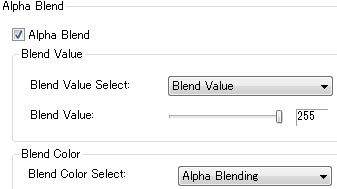 Alpha Blend
Alpha Blend
Blend Value
Blend Value Select: Blend Value
Blend Value: 255
Blend Color
Blend Color Select: Alpha Blending